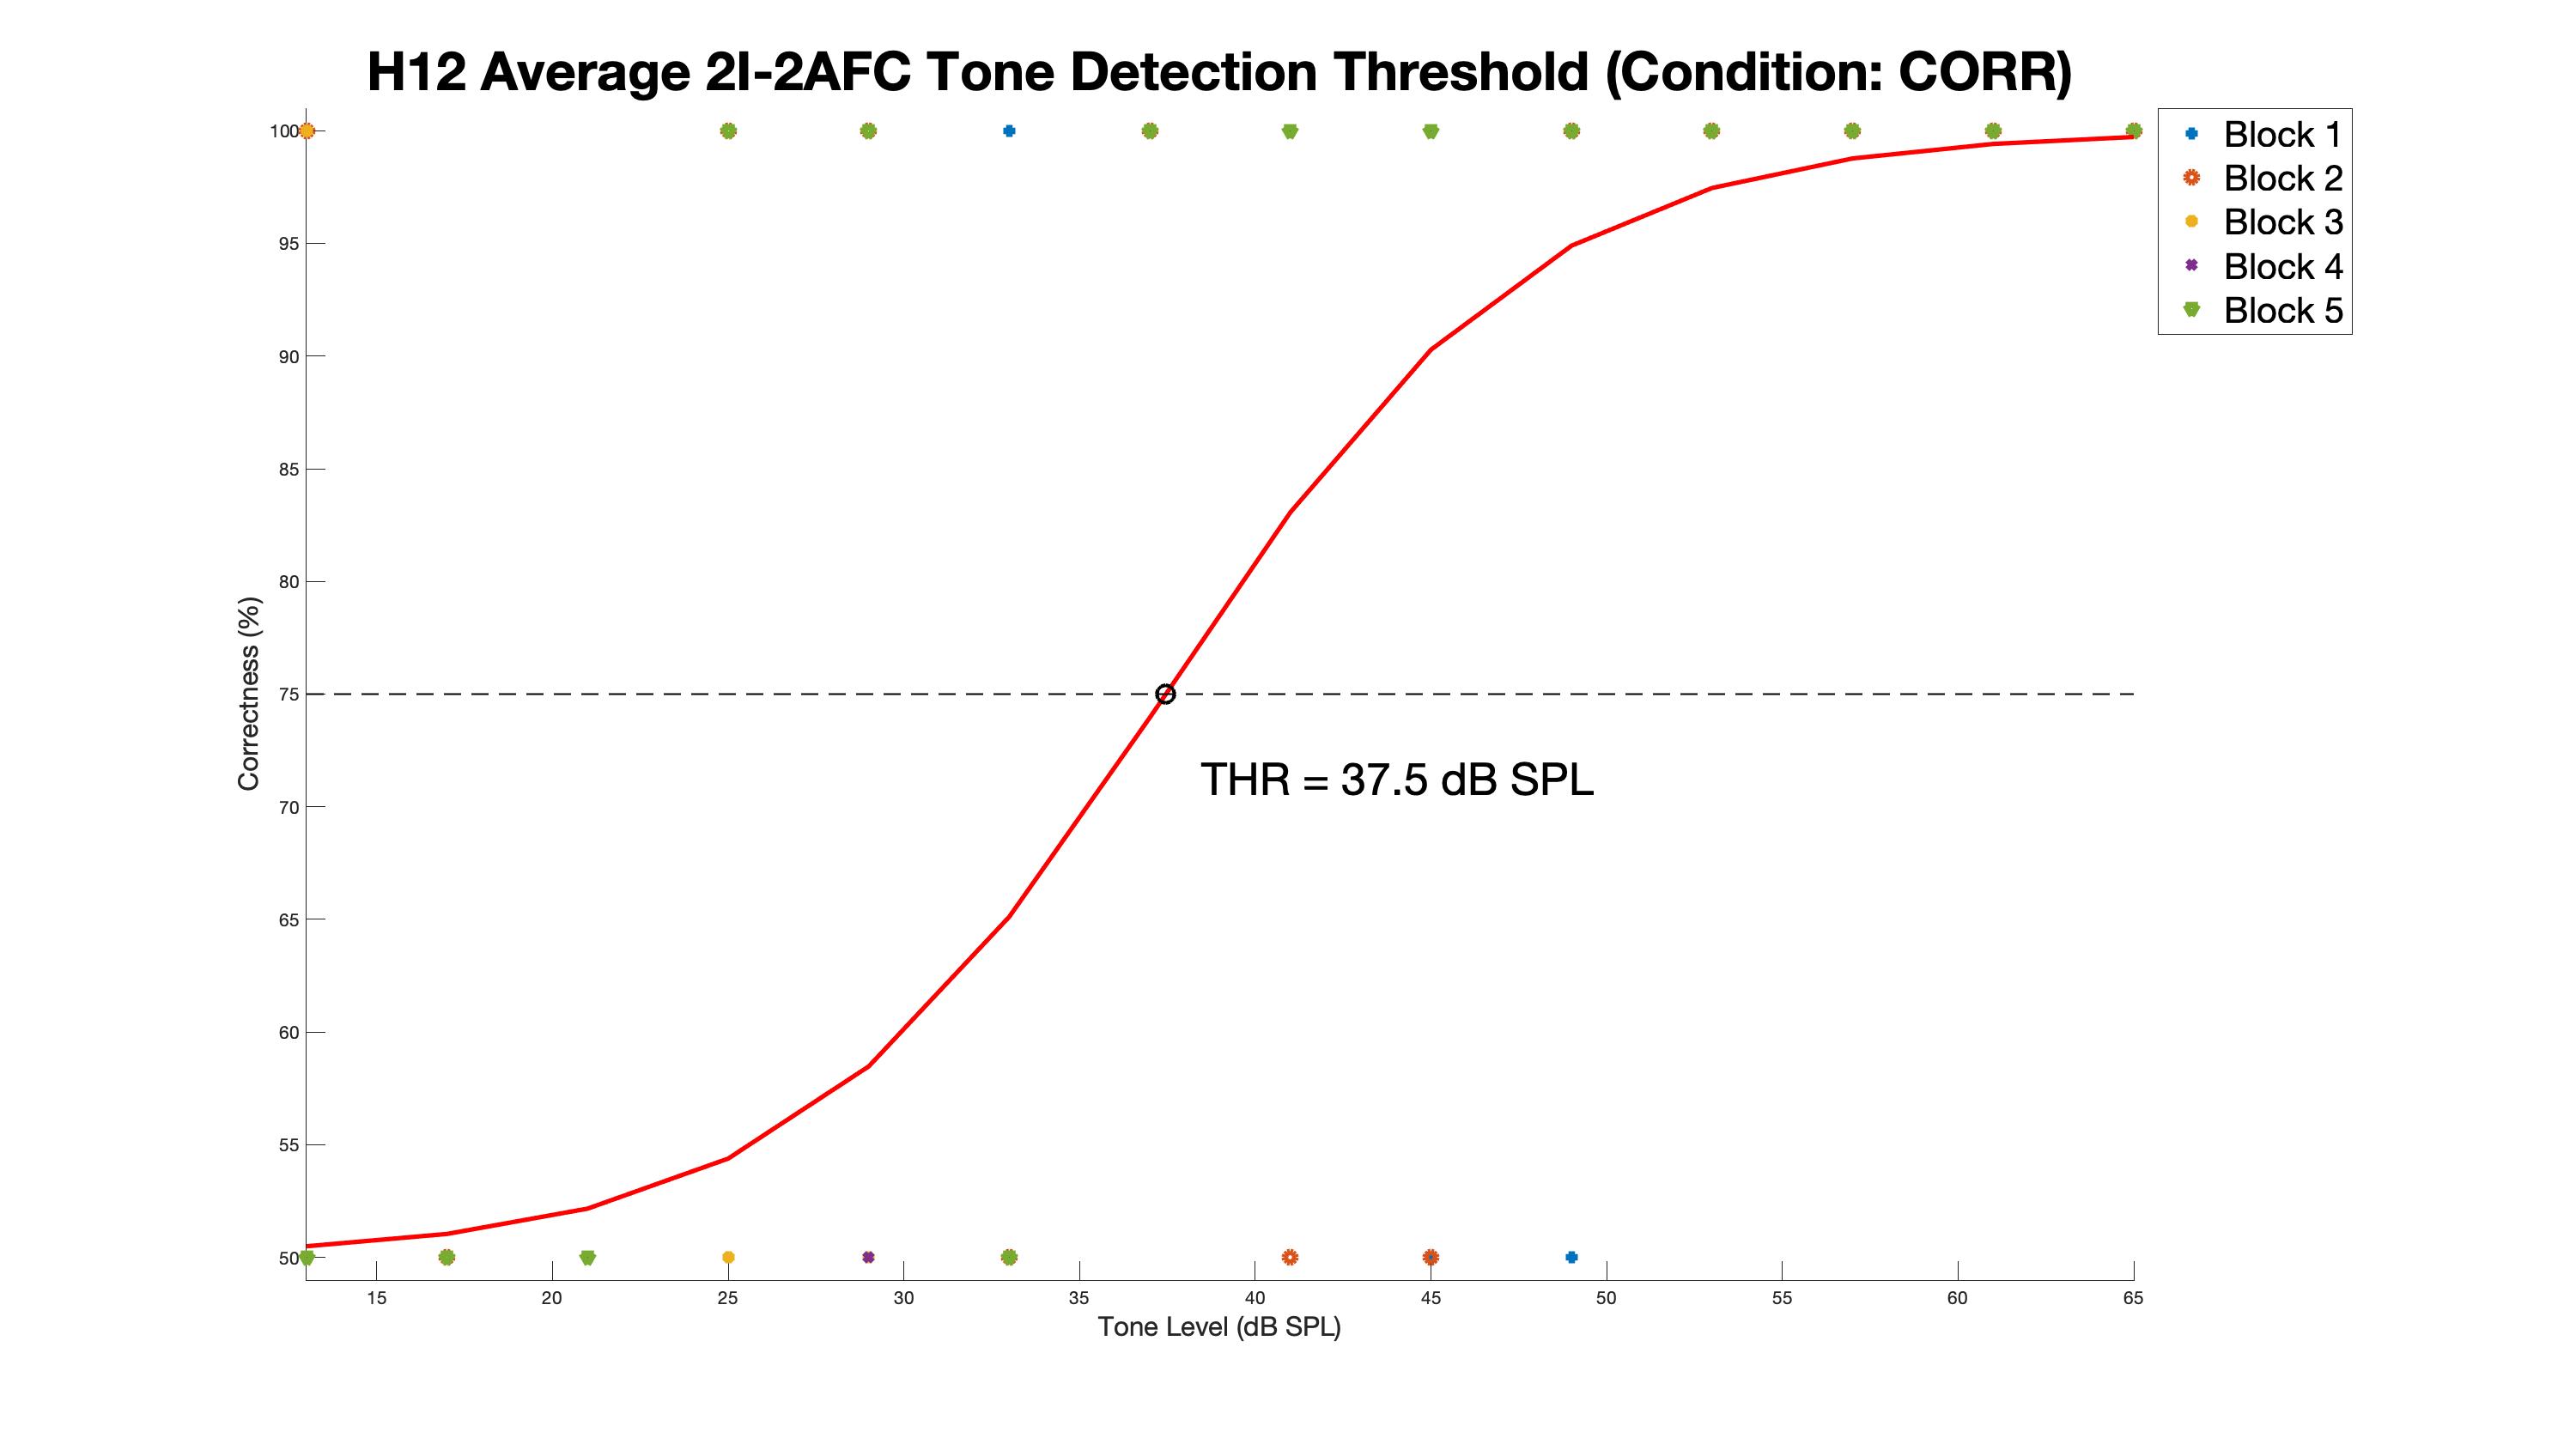 H12 Average 2I-2AFC Tone Detection Threshold (Condition: CORR)
100
95
90
85
80
75
70
65
60
55
50
Correctness (%)
Block 1
Block 2
Block 3
Block 4
Block 5
THR = 37.5 dB SPL
15 20 25 30 35 40 45 50 55 60 65
Tone Level (dB SPL)